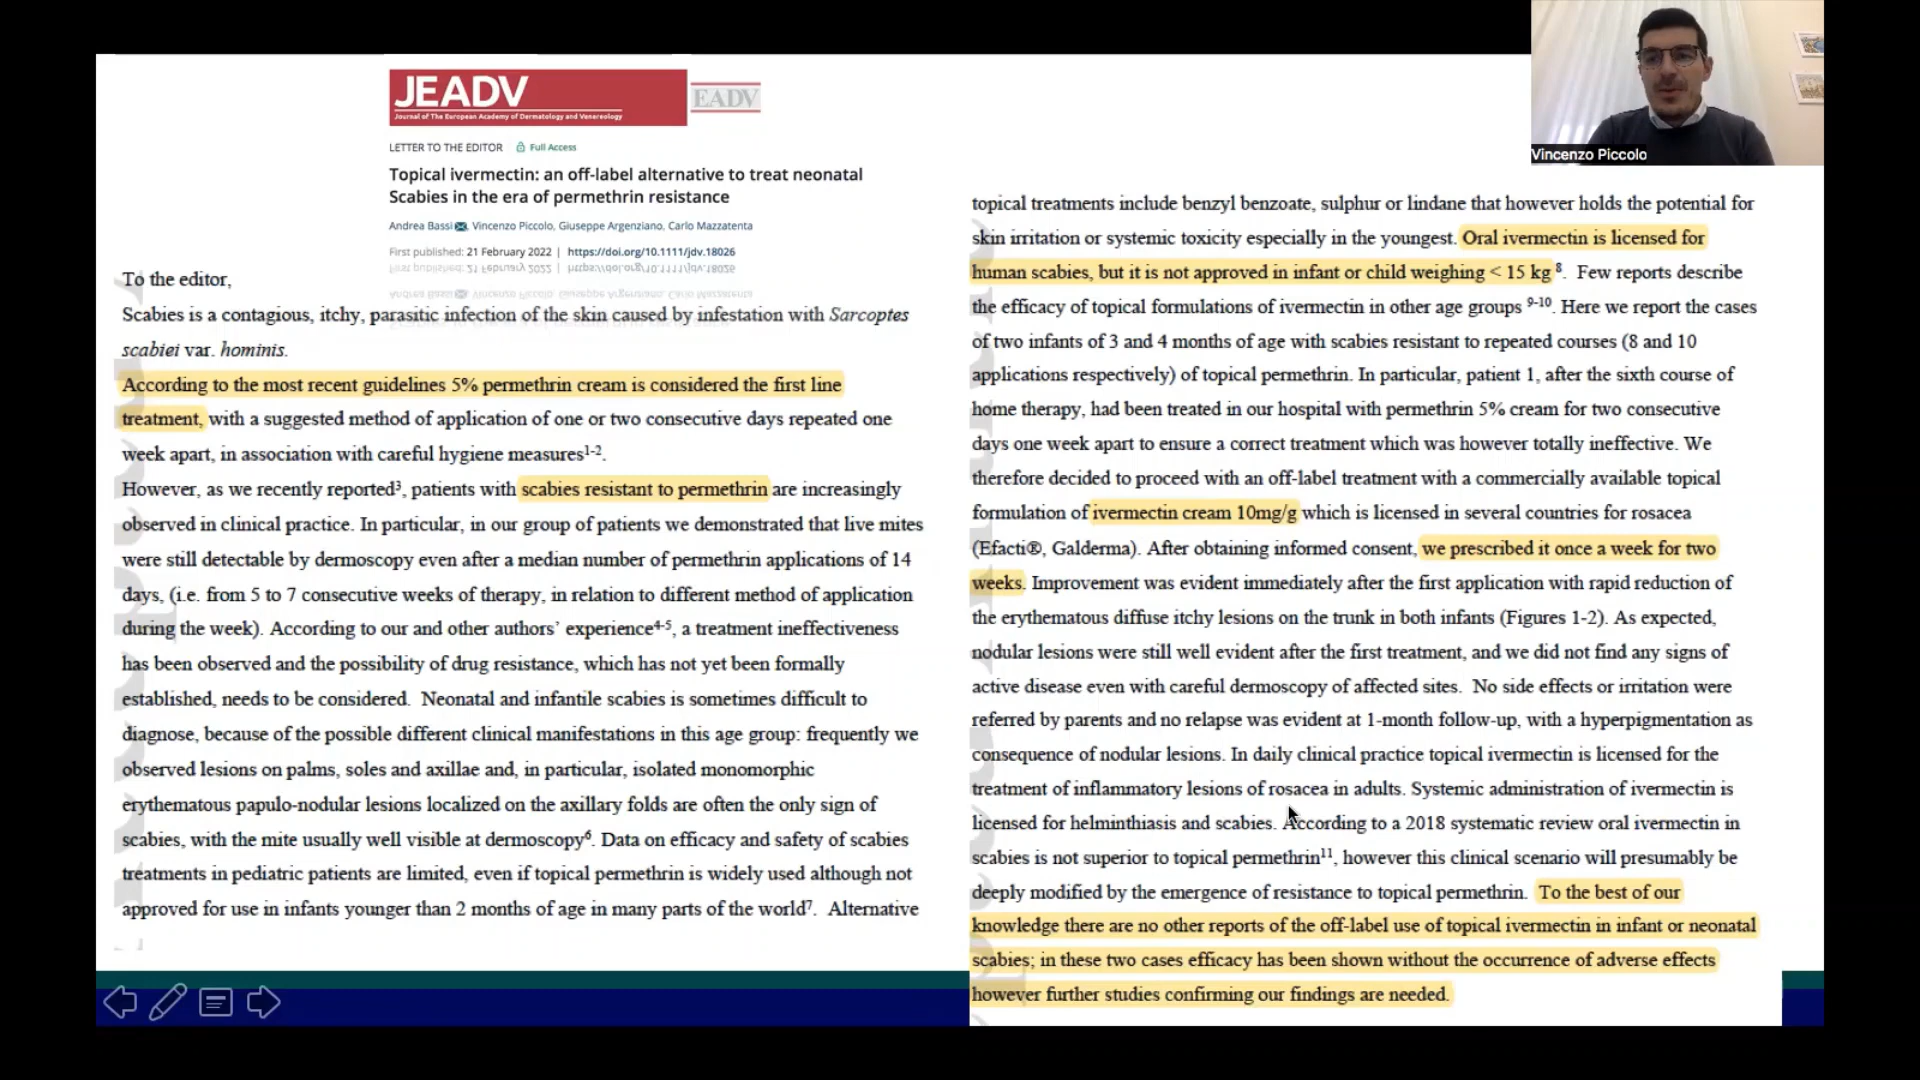 JEADV
Journal of The European Academy of Dermatology and Venereology
EADV
LETTER TO THE EDITOR Full Access
Topical ivermectin: an off-label alternative to treat neonatal
Scabies in the era of permethrin resistance
Andrea Bassi, Vincenzo Piccolo, Giuseppe Argenziano, Carlo Mazzatenta
First published: 21 February 2022 | https://doi.org/10.1111/jdv.18026
To the editor,
Scabies is a contagious, itchy, parasitic infection of the skin caused by infestation with Sarcoptes
scabiei var. hominis.
According to the most recent guidelines 5% permethrin cream is considered the first line
treatment, with a suggested method of application of one or two consecutive days repeated one
week apart, in association with careful hygiene measures1-2.
However, as we recently reported3, patients with scabies resistant to permethrin are increasingly
observed in clinical practice. In particular, in our group of patients we demonstrated that live mites
were still detectable by dermoscopy even after a median number of permethrin applications of 14
days, (i.e. from 5 to 7 consecutive weeks of therapy, in relation to different method of application
during the week). According to our and other authors' experience4-5, a treatment ineffectiveness
has been observed and the possibility of drug resistance, which has not yet been formally
established, needs to be considered. Neonatal and infantile scabies is sometimes difficult to
diagnose, because of the possible different clinical manifestations in this age group: frequently we
observed lesions on palms, soles and axillae and, in particular, isolated monomorphic
erythematous papulo-nodular lesions localized on the axillary folds are often the only sign of
scabies, with the mite usually well visible at dermoscopy6. Data on efficacy and safety of scabies
treatments in pediatric patients are limited, even if topical permethrin is widely used although not
approved for use in infants younger than 2 months of age in many parts of the world7. Alternative
Vincenzo Piccolo
topical treatments include benzyl benzoate, sulphur or lindane that however holds the potential for
skin irritation or systemic toxicity especially in the youngest. Oral ivermectin is licensed for
human scabies, but it is not approved in infant or child weighing < 15 kg 8. Few reports describe
the efficacy of topical formulations of ivermectin in other age groups 9-10. Here we report the cases
of two infants of 3 and 4 months of age with scabies resistant to repeated courses (8 and 10
applications respectively) of topical permethrin. In particular, patient 1, after the sixth course of
home therapy, had been treated in our hospital with permethrin 5% cream for two consecutive
days one week apart to ensure a correct treatment which was however totally ineffective. We
therefore decided to proceed with an off-label treatment with a commercially available topical
formulation of ivermectin cream 10mg/g which is licensed in several countries for rosacea
(Efacti®, Galderma). After obtaining informed consent, we prescribed it once a week for two
weeks. Improvement was evident immediately after the first application with rapid reduction of
the erythematous diffuse itchy lesions on the trunk in both infants (Figures 1-2). As expected,
nodular lesions were still well evident after the first treatment, and we did not find any signs of
active disease even with careful dermoscopy of affected sites. No side effects or irritation were
referred by parents and no relapse was evident at 1-month follow-up, with a hyperpigmentation as
consequence of nodular lesions. In daily clinical practice topical ivermectin is licensed for the
treatment of inflammatory lesions of rosacea in adults. Systemic administration of ivermectin is
licensed for helminthiasis and scabies. According to a 2018 systematic review oral ivermectin in
scabies is not superior to topical permethrin11, however this clinical scenario will presumably be
deeply modified by the emergence of resistance to topical permethrin. To the best of our
knowledge there are no other reports of the off-label use of topical ivermectin in infant or neonatal
scabies; in these two cases efficacy has been shown without the occurrence of adverse effects
however further studies confirming our findings are needed.